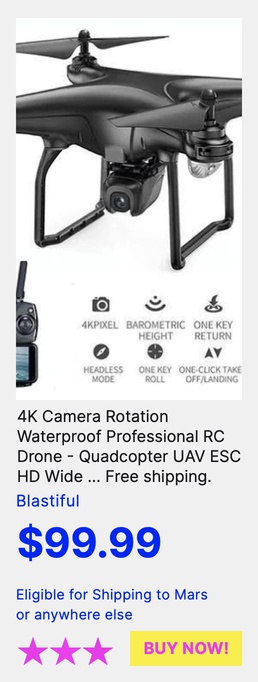 4KPIXEL BAROMETRIC HEIGHT ONE KEY RETURN
HEADLESS MODE ONE KEY ROLL ONE-CLICK TAKE OFF/LANDING
4K Camera Rotation
Waterproof Professional RC
Drone - Quadcopter UAV ESC
HD Wide ... Free shipping.
Blastiful
$99.99
Eligible for Shipping to Mars
or anywhere else
BUY NOW!